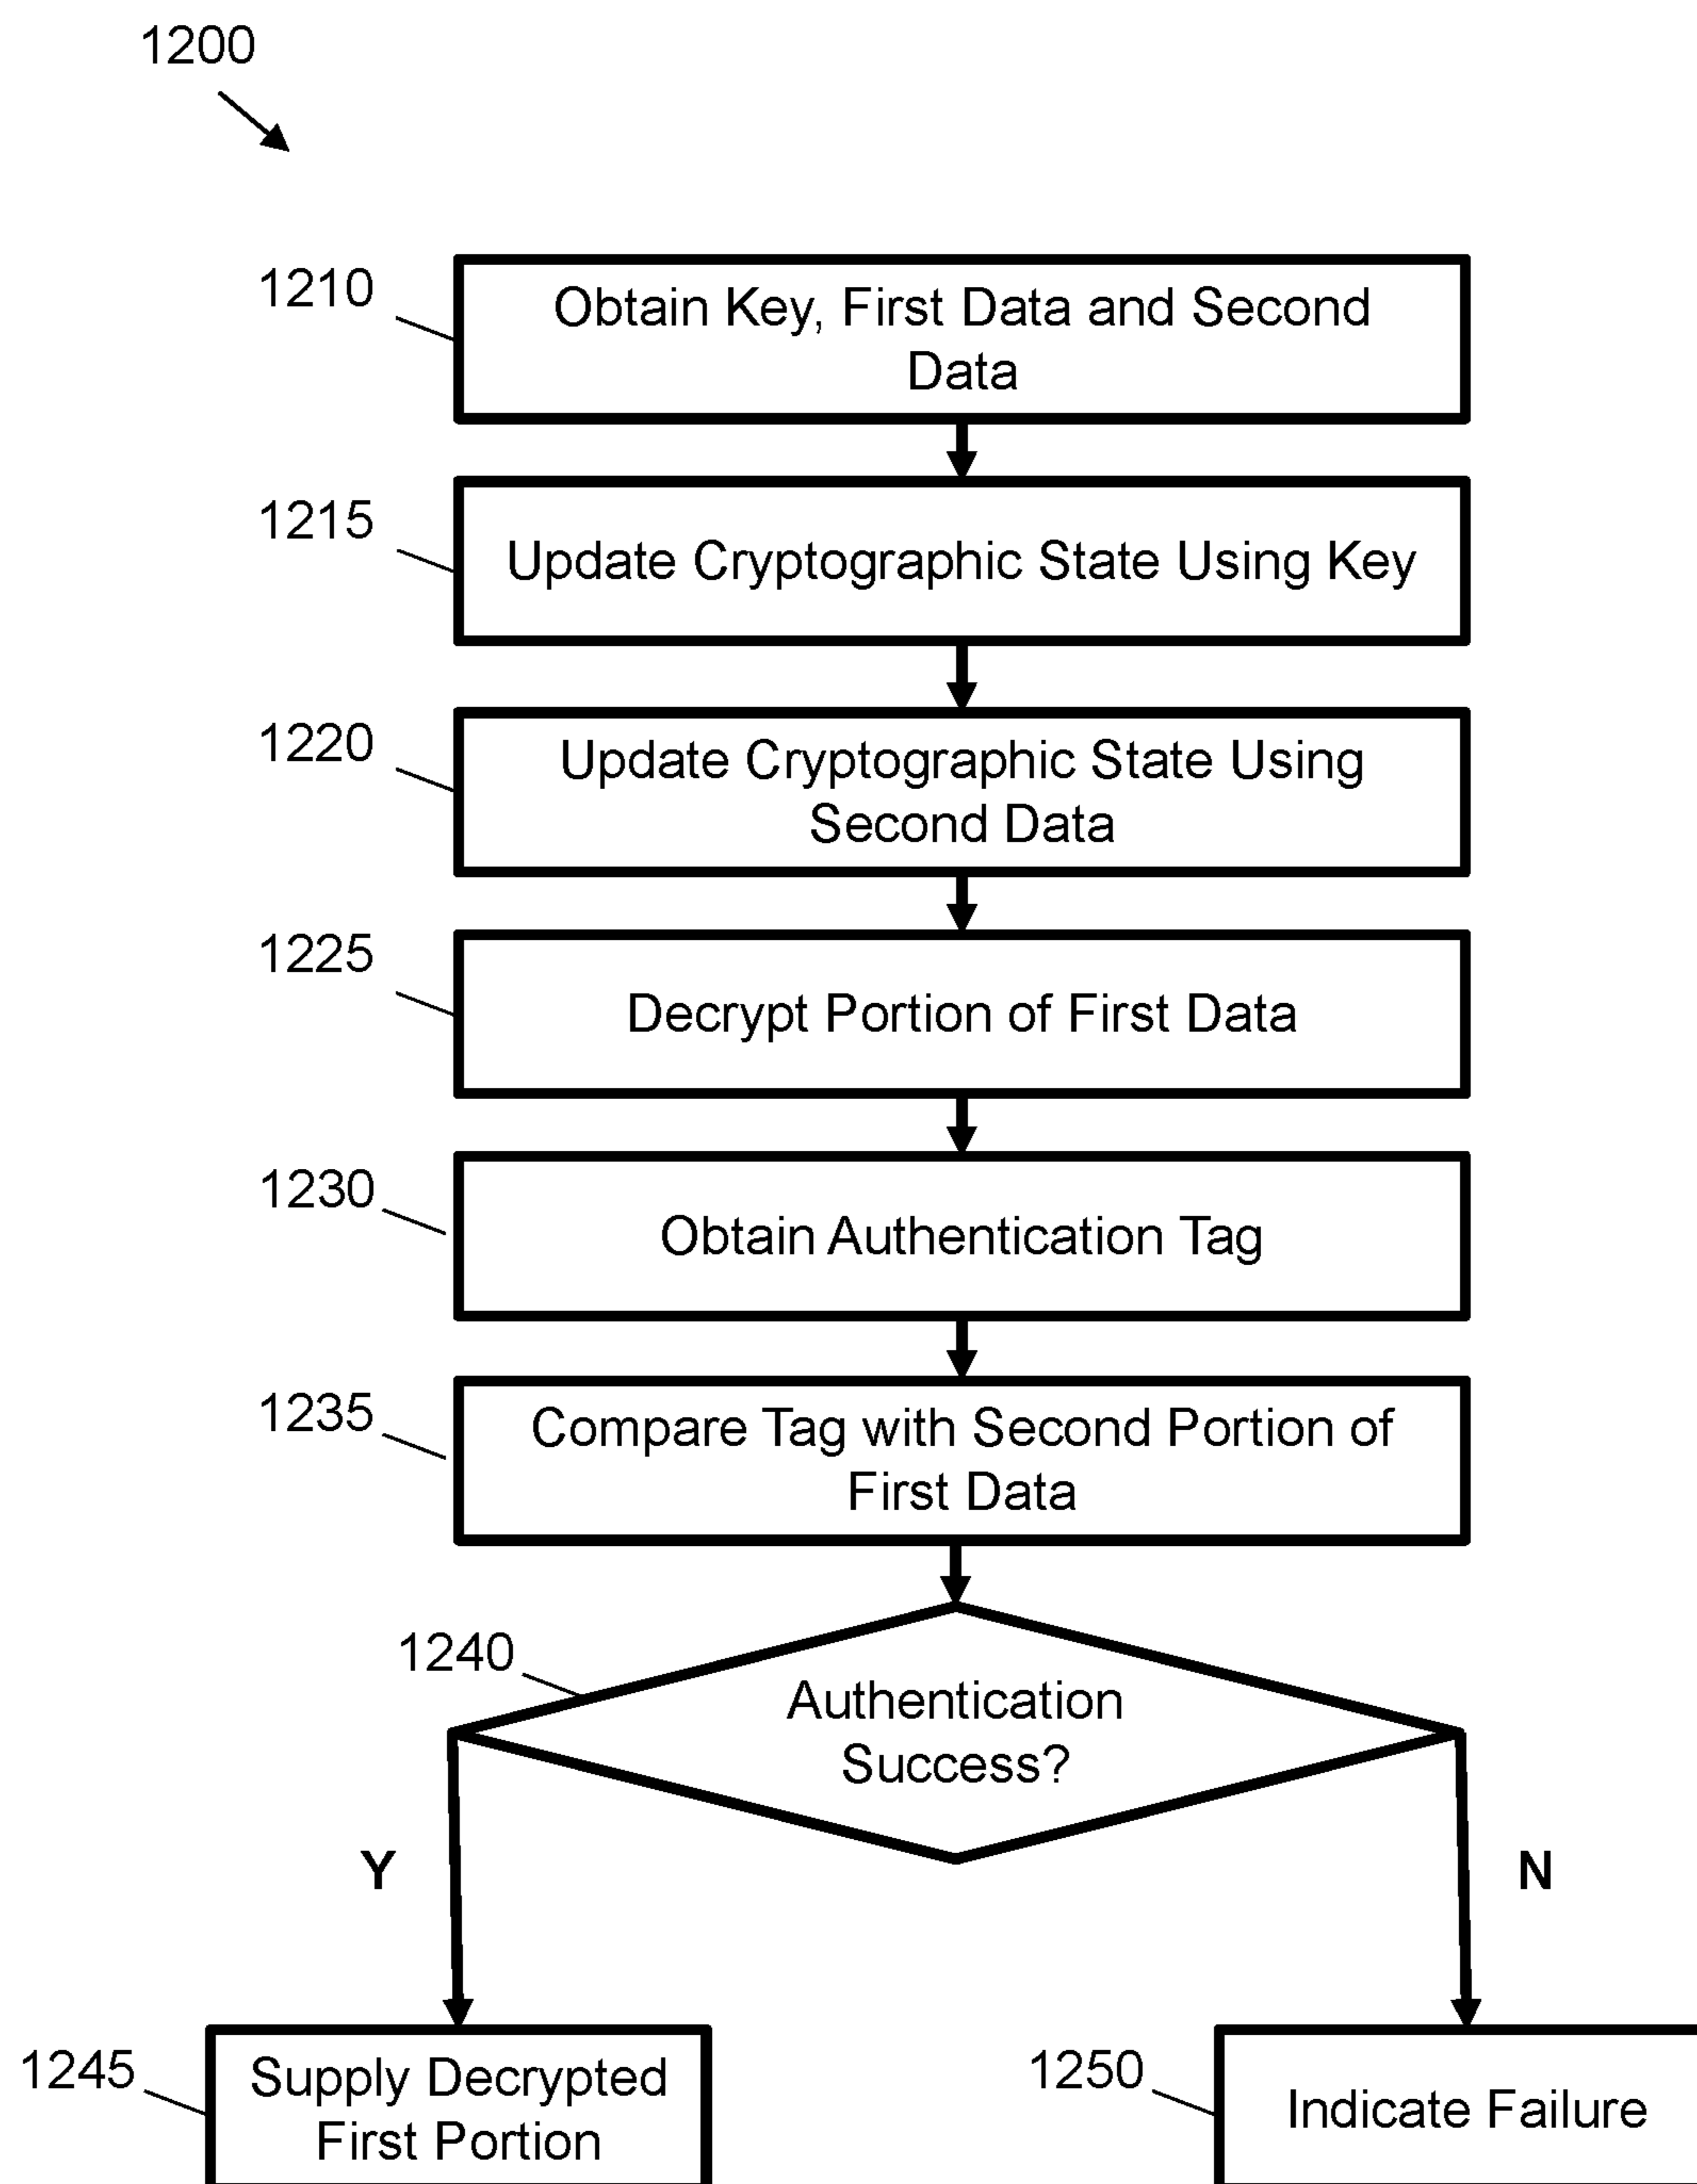 1200
1210
Obtain Key, First Data and Second
Data
1215
Update Cryptographic State Using Key
1220
Update Cryptographic State Using
Second Data
1225
Decrypt Portion of First Data
1230
Obtain Authentication Tag
1235
Compare Tag with Second Portion of
First Data
1240
Authentication
Success?
Y
N
1245
Supply Decrypted
First Portion
1250
Indicate Failure